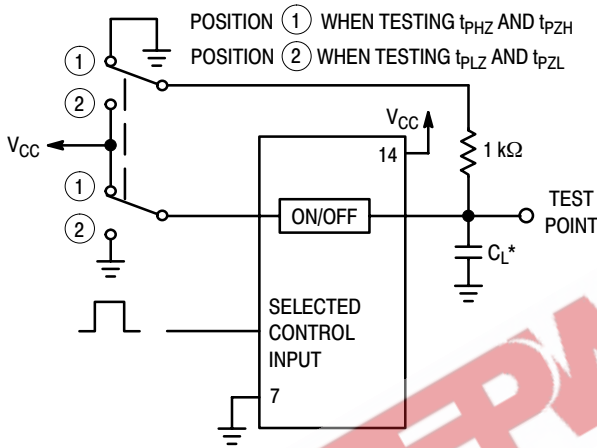 POSITION 1 WHEN TESTING tPHZ AND tPZH
POSITION 2 WHEN TESTING tPLZ AND tPZL
1
2
VCC
1
2
VCC
14
1 kΩ
ON/OFF
TEST
POINT
CL*
SELECTED
CONTROL
INPUT
7